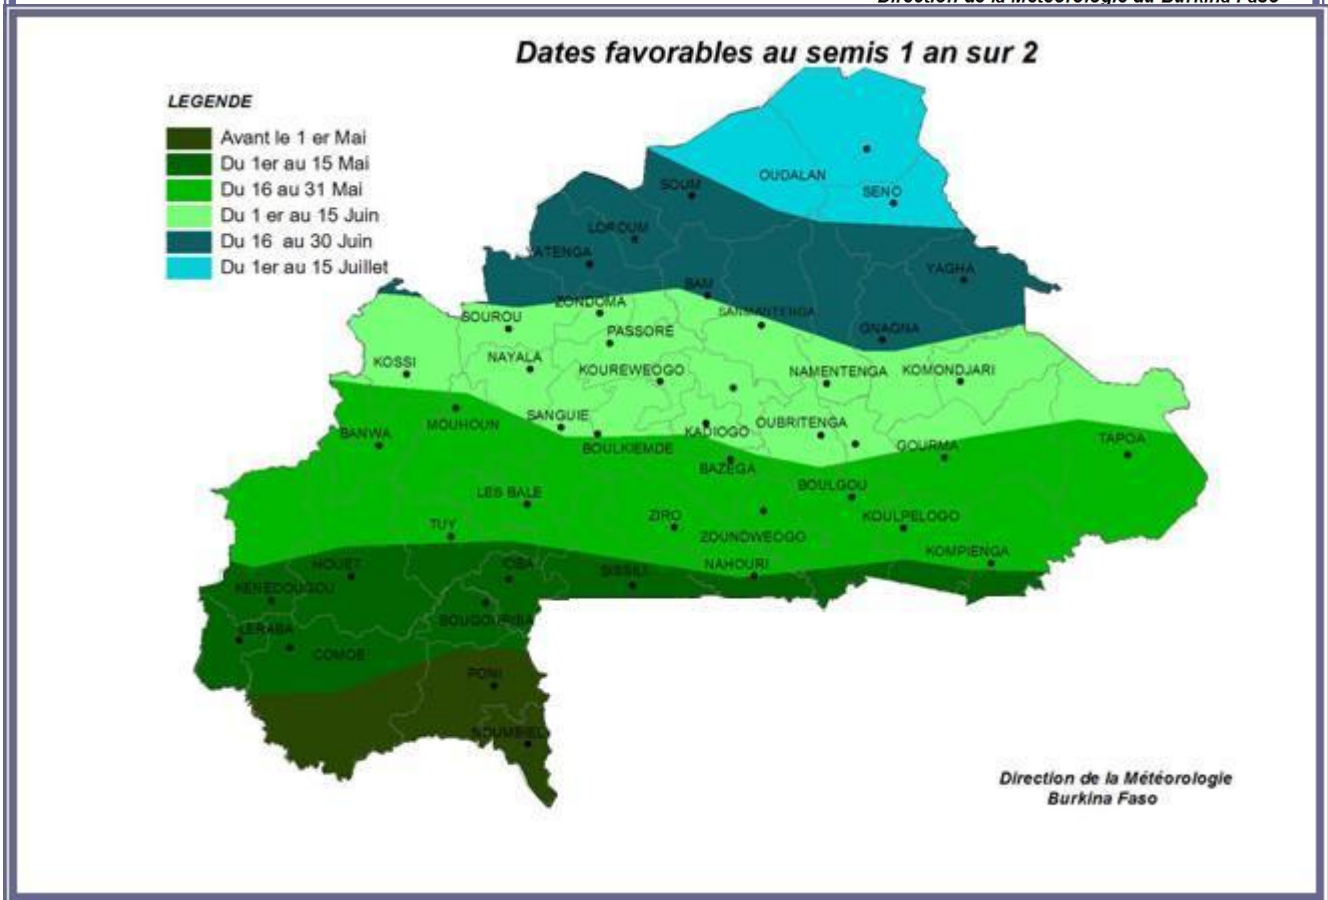 Direction de la Météorologie du Burkina Faso
Dates favorables au semis 1 an sur 2
LEGENDE
Avant le 1 er Mai
Du 1er au 15 Mai
Du 16 au 31 Mai
Du 1 er au 15 Juin
Du 16 au 30 Juin
Du 1er au 15 Juillet
OUDALAN
SOUM
SENO
LOROUM
YATENGA
YAGHA
BAM
ZONDOMA
SANMANTENGA
SOUROU
PASSORE
GNAGNA
NAYALA
KOSSI
KOUREWEOGO
NAMENTENGA
KOMONDJARI
SANGUIE
MOUHOUN
OUBRITENGA
BANWA
KADIOGO
BOULKIEMDE
GOURMA
TAPOA
BAZEGA
BOULGOU
LES BALE
TUY
ZIRO
KOULPELOGO
ZOUNDWEOGO
KOMPIENGA
HOUET
IOBA
SISSILI
NAHOURI
KENEDOUGOU
BOUGOURIBA
LERABA
COMOE
PONI
NOUMBIEL
Direction de la Météorologie
Burkina Faso